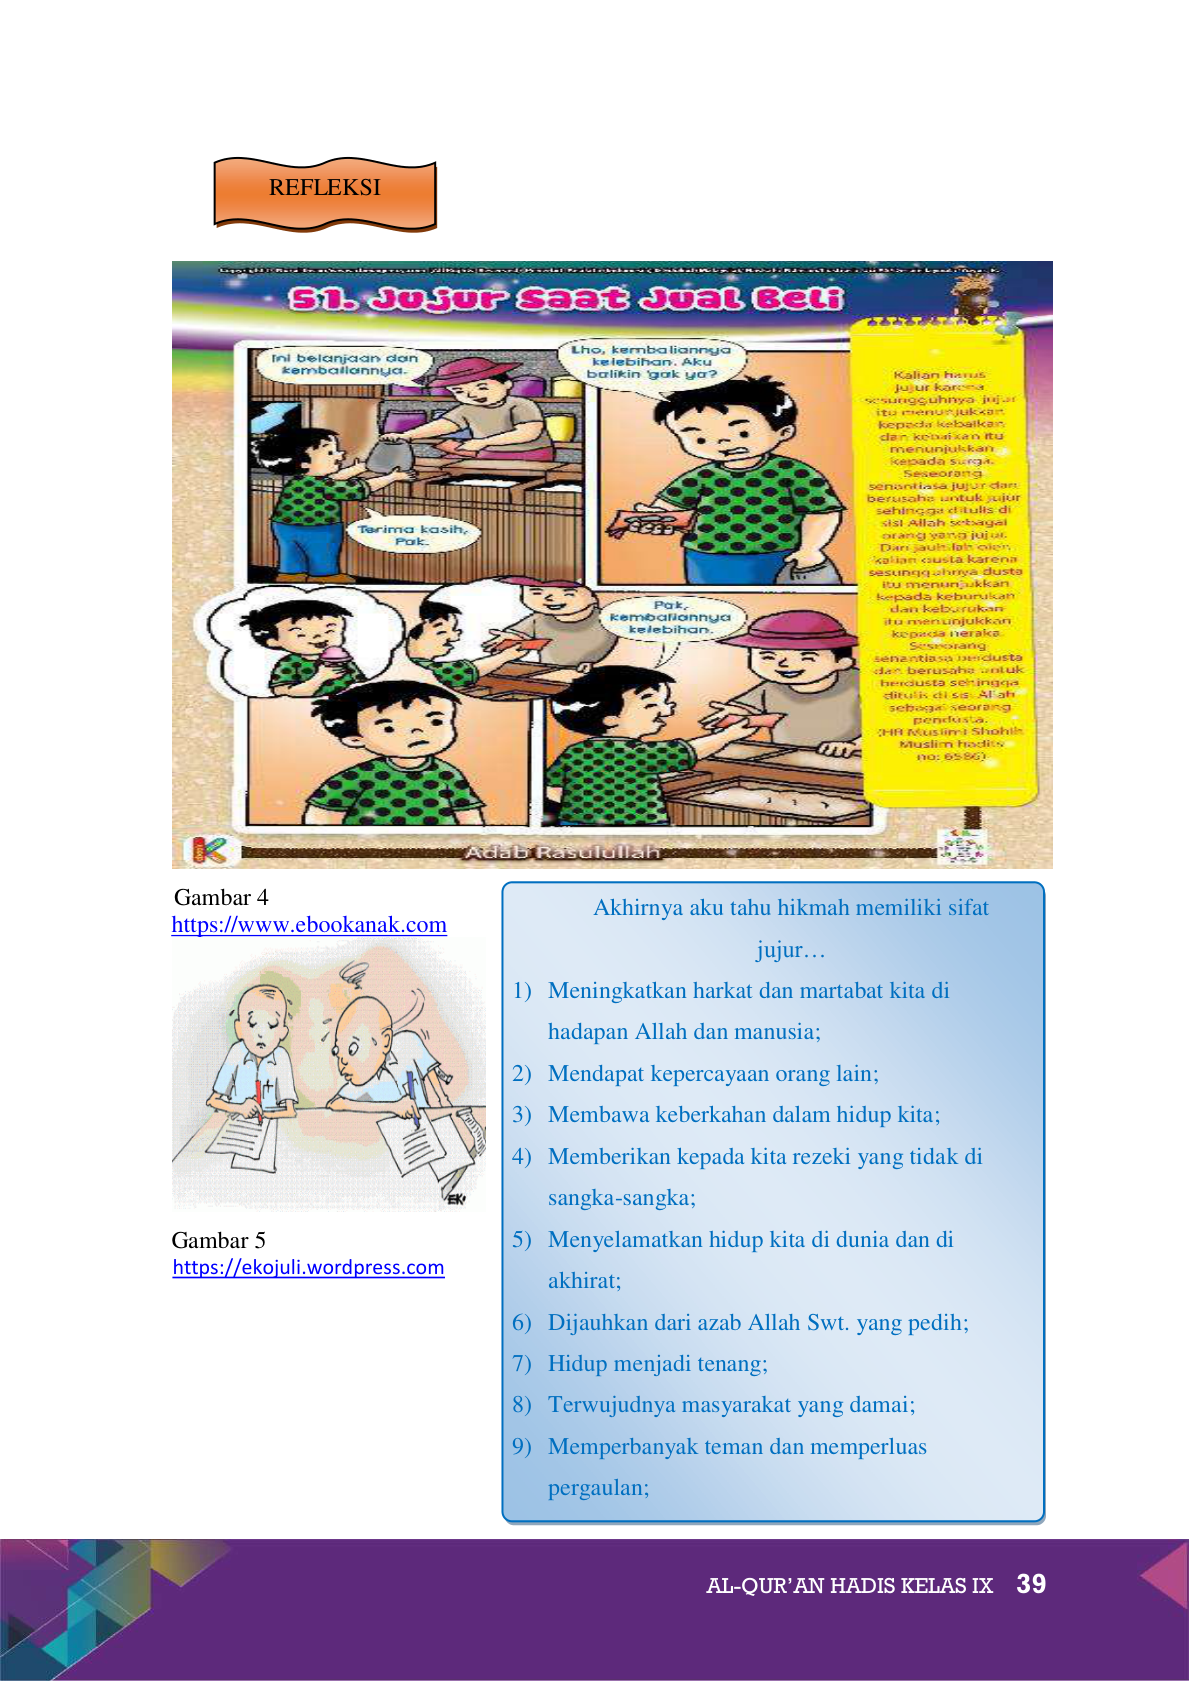 REFLEKSI
51. Jujur Saat Jual Beli
Ini belanjaan dan
kembaliannya.
Terima kasih,
Pak.
Lho, kembaliannya
kelebihan. Aku
balikin 'gak ya?
Pak,
kembaliannya
kelebihan.
Kalian harus
jujur karena
sesungguhnya jujur
itu menunjukkan
kepada kebaikan
dan kebaikan itu
menunjukkan
kepada surga.
Seseorang
senantiasa jujur dan
berusaha untuk jujur
sehingga ditulis di
sisi Allah sebagai
orang yang jujur.
Dan jauhilah oleh
kalian dusta karena
sesungguhnya dusta
itu menunjukkan
kepada keburukan
dan keburukan
itu menunjukkan
kepada neraka.
Seseorang
senantiasa berdusta
dan berusaha untuk
berdusta sehingga
ditulis di sisi Allah
sebagai seorang
pendusta.
(HR Muslim) Shohih
Muslim hadits
no: 6586)
Adab Rasulullah
Gambar 4
https://www.ebookanak.com
EK
Gambar 5
https://ekojuli.wordpress.com
Akhirnya aku tahu hikmah memiliki sifat
jujur…
1) Meningkatkan harkat dan martabat kita di
hadapan Allah dan manusia;
2) Mendapat kepercayaan orang lain;
3) Membawa keberkahan dalam hidup kita;
4) Memberikan kepada kita rezeki yang tidak di
sangka-sangka;
5) Menyelamatkan hidup kita di dunia dan di
akhirat;
6) Dijauhkan dari azab Allah Swt. yang pedih;
7) Hidup menjadi tenang;
8) Terwujudnya masyarakat yang damai;
9) Memperbanyak teman dan memperluas
pergaulan;
AL-QUR'AN HADIS KELAS IX 39